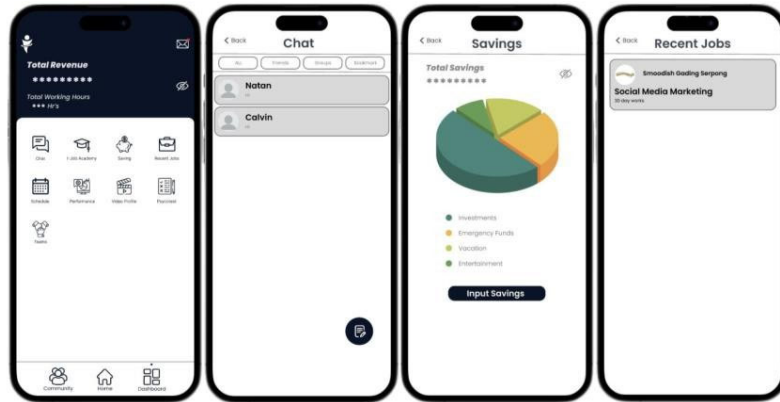 Total Revenue
*********
Total Working Hours
*** Hr's
Chat
I-Job Academy
Saving
Recent Jobs
Schedule
Performance
Video Profile
Psycotest
Teams
Community
Home
Dashboard
< Back
Chat
ALL
Friends
Groups
Bookmark
Natan
Calvin
< Back
Savings
Total Savings
*********
Investments
Emergency Funds
Vacation
Entertainment
Input Savings
< Back
Recent Jobs
Smoodish Gading Serpong
Social Media Marketing
30 day works